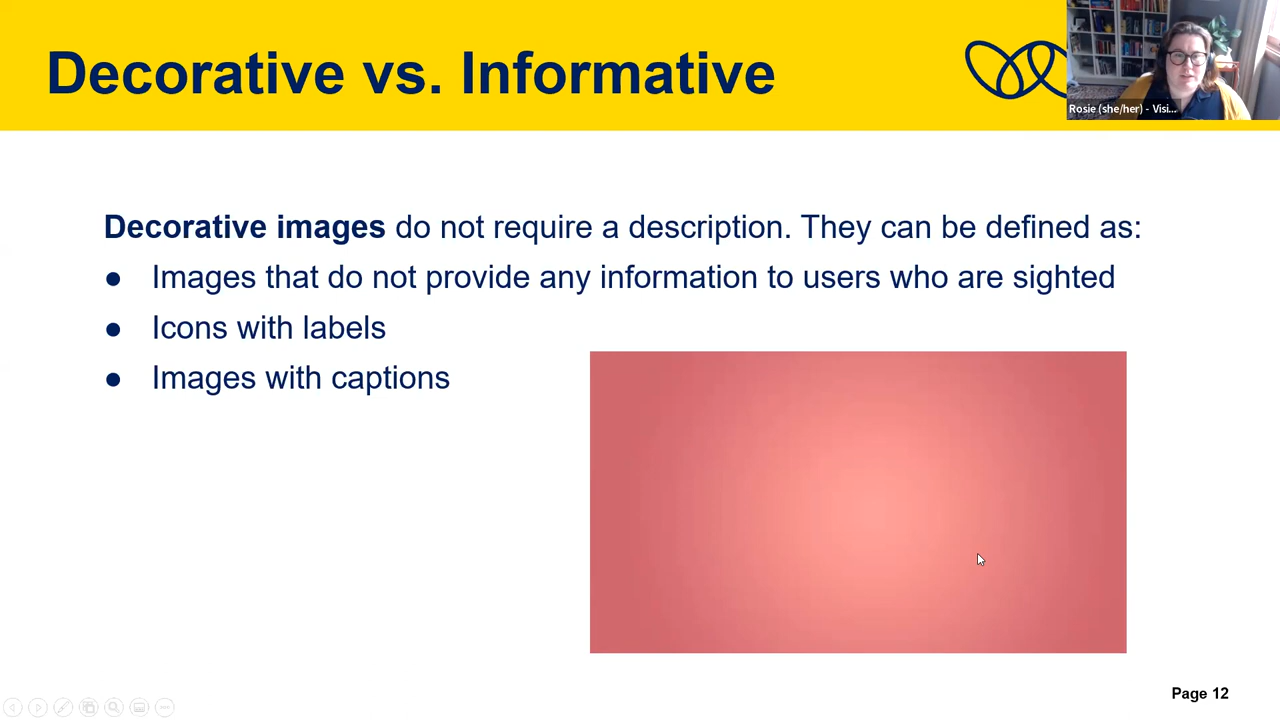 Decorative vs. Informative
Rosie (she/her) - Visi...
Decorative images do not require a description. They can be defined as:
● Images that do not provide any information to users who are sighted
● Icons with labels
● Images with captions
Page 12